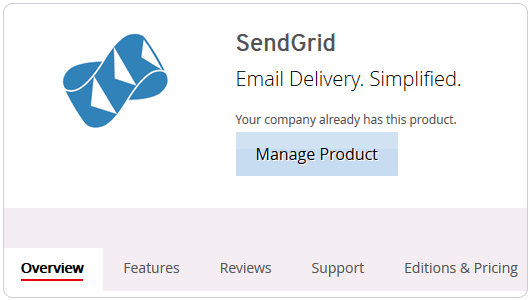 SendGrid
Email Delivery. Simplified.
Your company already has this product.
Manage Product
Overview Features Reviews Support Editions & Pricing